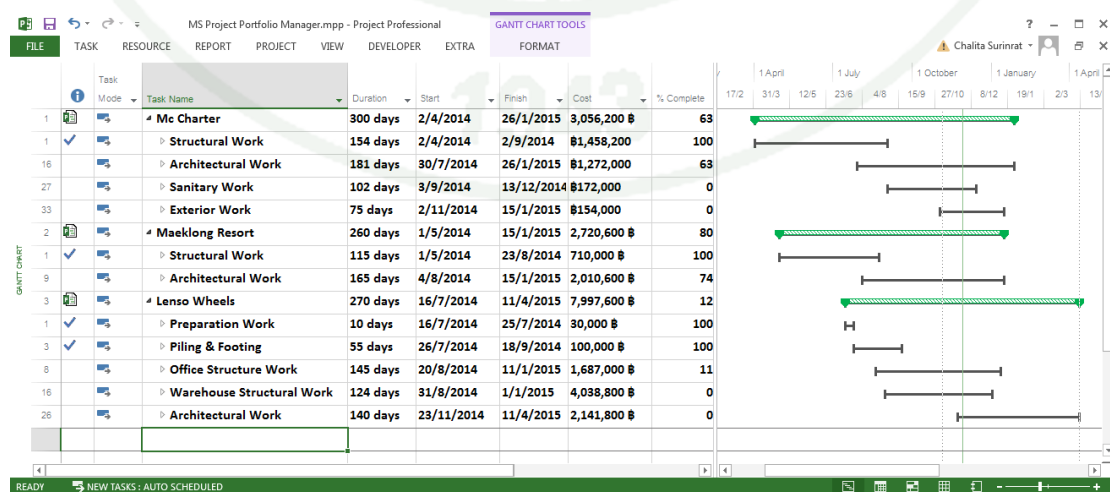 MS Project Portfolio Manager.mpp - Project Professional
GANTT CHART TOOLS
FILE TASK RESOURCE REPORT PROJECT VIEW DEVELOPER EXTRA FORMAT Chalita Surinrat
Task Mode Task Name Duration Start Finish Cost % Complete
1 Mc Charter 300 days 2/4/2014 26/1/2015 3,056,200 ฿ 63
1 Structural Work 154 days 2/4/2014 2/9/2014 ฿1,458,200 100
16 Architectural Work 181 days 30/7/2014 26/1/2015 ฿1,272,000 63
27 Sanitary Work 102 days 3/9/2014 13/12/2014 ฿172,000 0
33 Exterior Work 75 days 2/11/2014 15/1/2015 ฿154,000 0
2 Maeklong Resort 260 days 1/5/2014 15/1/2015 2,720,600 ฿ 80
1 Structural Work 115 days 1/5/2014 23/8/2014 710,000 ฿ 100
9 Architectural Work 165 days 4/8/2014 15/1/2015 2,010,600 ฿ 74
3 Lenso Wheels 270 days 16/7/2014 11/4/2015 7,997,600 ฿ 12
1 Preparation Work 10 days 16/7/2014 25/7/2014 30,000 ฿ 100
3 Piling & Footing 55 days 26/7/2014 18/9/2014 100,000 ฿ 100
8 Office Structure Work 145 days 20/8/2014 11/1/2015 1,687,000 ฿ 11
16 Warehouse Structural Work 124 days 31/8/2014 1/1/2015 4,038,800 ฿ 0
26 Architectural Work 140 days 23/11/2014 11/4/2015 2,141,800 ฿ 0
1 April 1 July 1 October 1 January 1 April
17/2 31/3 12/5 23/6 4/8 15/9 27/10 8/12 19/1 2/3 13/
GANTT CHART
1943
READY NEW TASKS : AUTO SCHEDULED